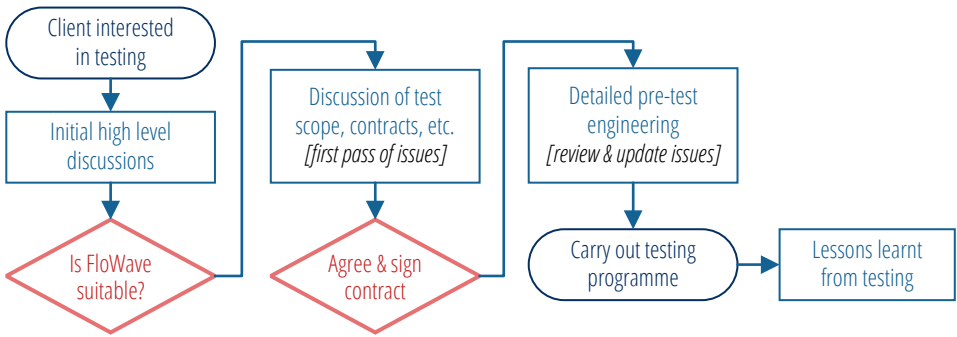 Client interested
in testing
Initial high level
discussions
Is FloWave
suitable?
Discussion of test
scope, contracts, etc.
[first pass of issues]
Agree & sign
contract
Detailed pre-test
engineering
[review & update issues]
Carry out testing
programme
Lessons learnt
from testing